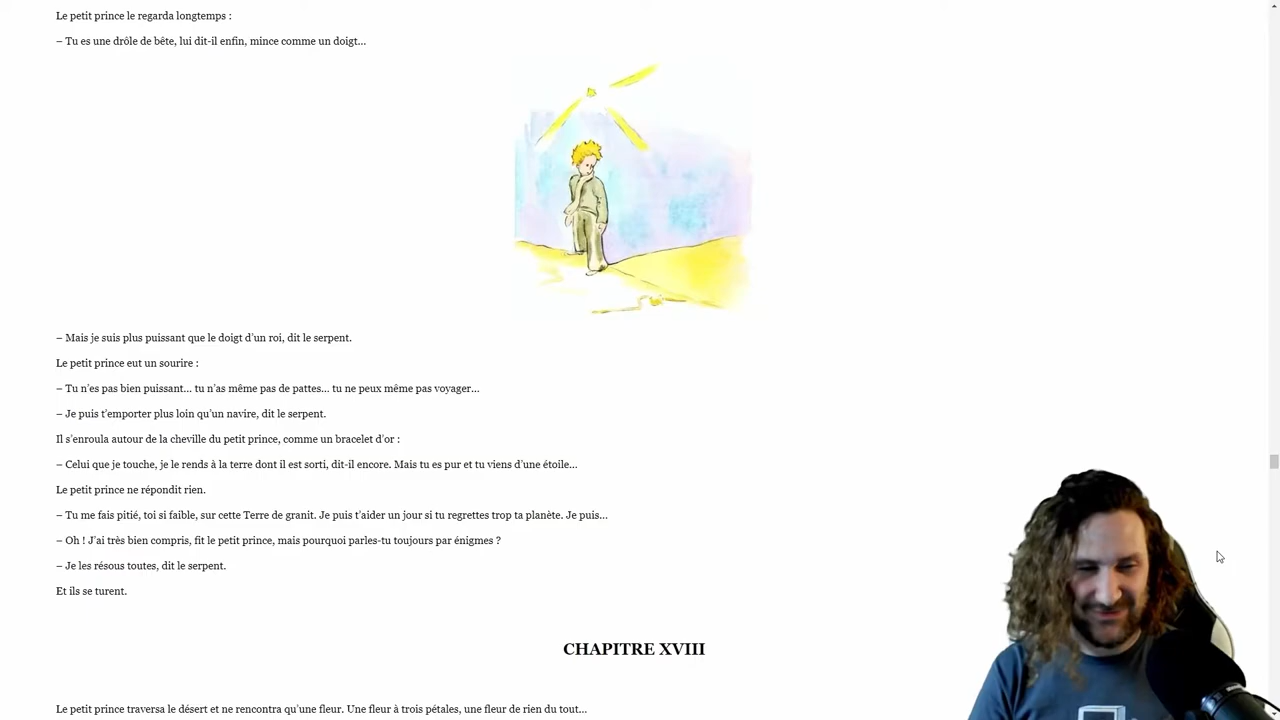 Le petit prince le regarda longtemps :
– Tu es une drôle de bête, lui dit-il enfin, mince comme un doigt…
– Mais je suis plus puissant que le doigt d’un roi, dit le serpent.
Le petit prince eut un sourire :
– Tu n’es pas bien puissant… tu n’as même pas de pattes… tu ne peux même pas voyager…
– Je puis t’emporter plus loin qu’un navire, dit le serpent.
Il s’enroula autour de la cheville du petit prince, comme un bracelet d’or :
– Celui que je touche, je le rends à la terre dont il est sorti, dit-il encore. Mais tu es pur et tu viens d’une étoile…
Le petit prince ne répondit rien.
– Tu me fais pitié, toi si faible, sur cette Terre de granit. Je puis t’aider un jour si tu regrettes trop ta planète. Je puis…
– Oh ! J’ai très bien compris, fit le petit prince, mais pourquoi parles-tu toujours par énigmes ?
– Je les résous toutes, dit le serpent.
Et ils se turent.
CHAPITRE XVIII
Le petit prince traversa le désert et ne rencontra qu’une fleur. Une fleur à trois pétales, une fleur de rien du tout…